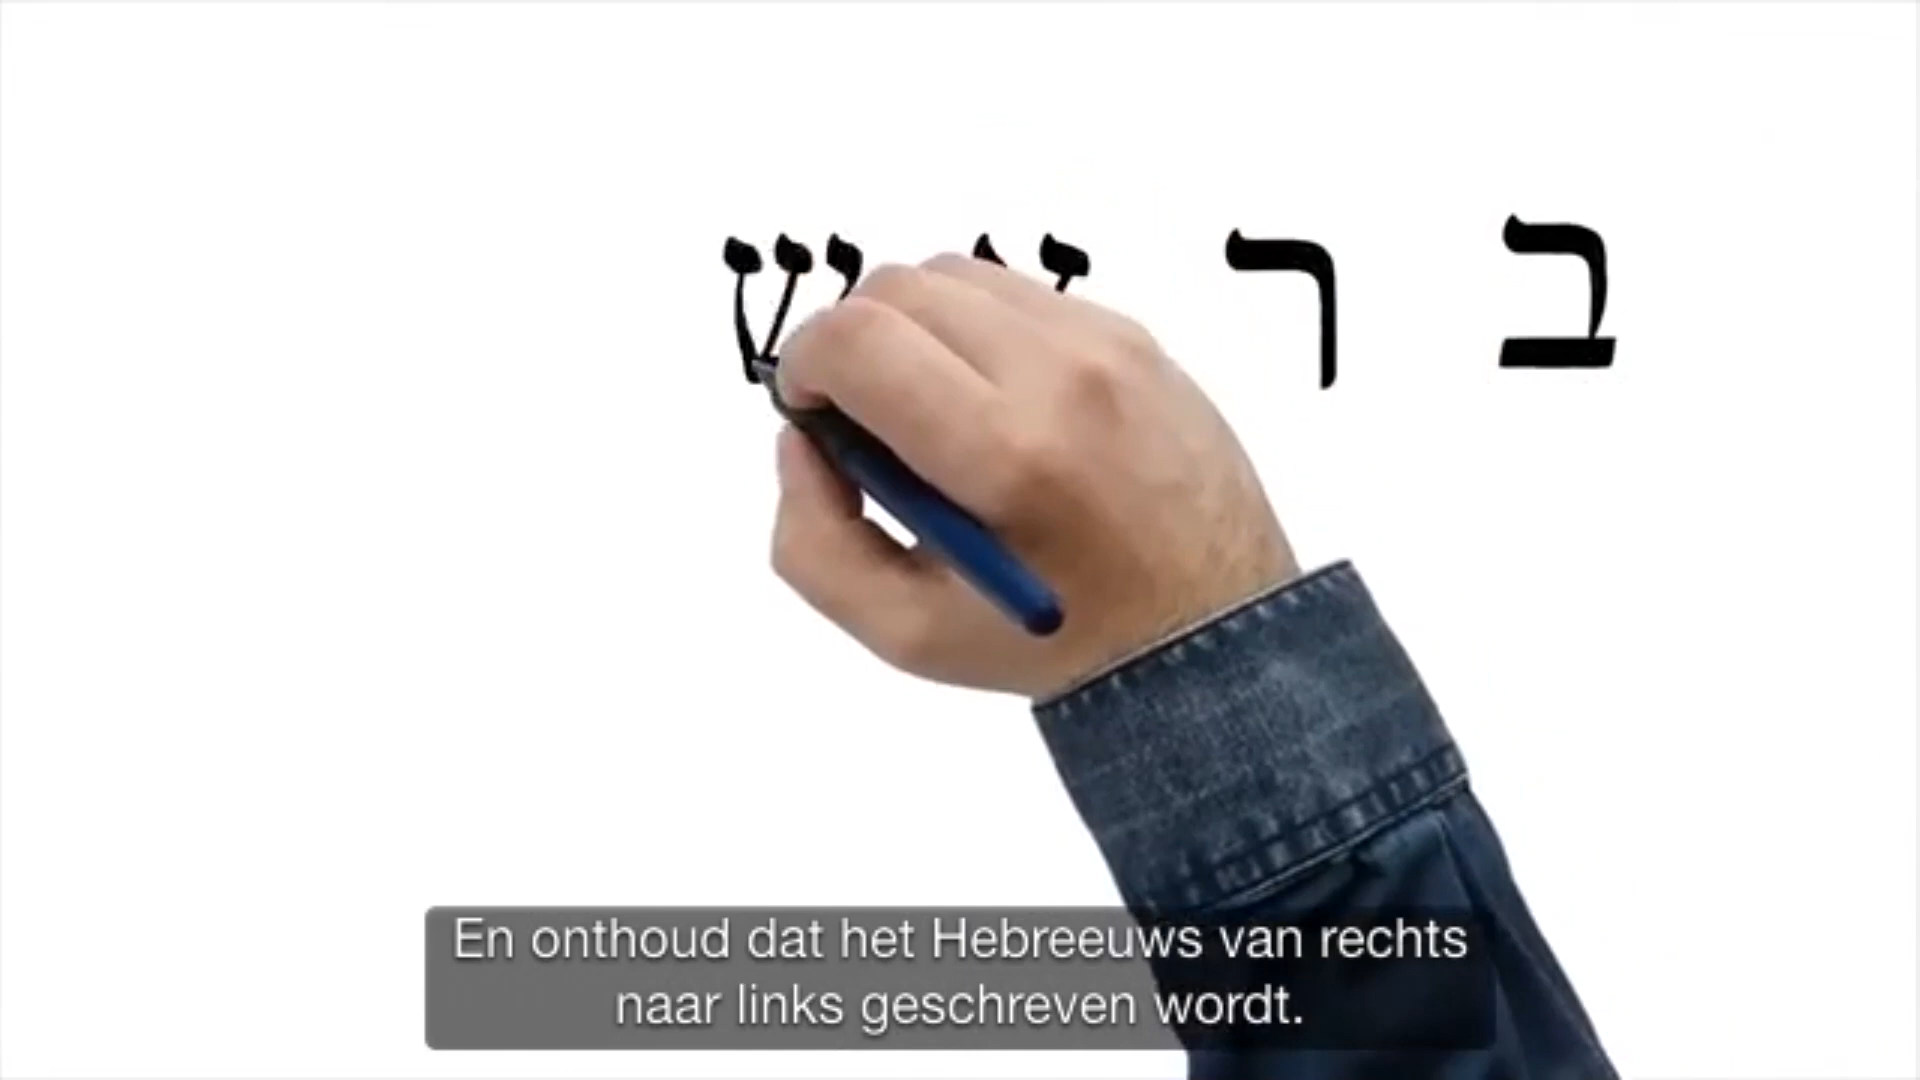 ב ר א ש
En onthoud dat het Hebreeuws van rechts
naar links geschreven wordt.